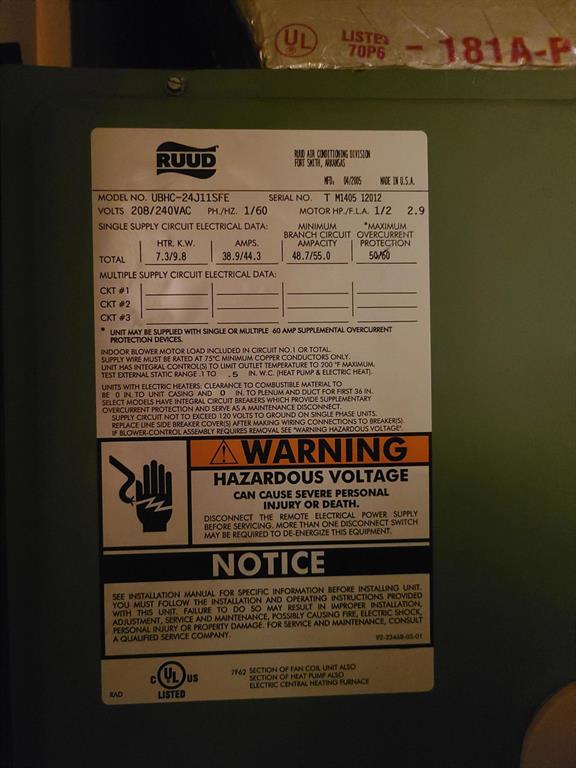 UL
LISTED
70P6
- 181A-P
RUUD
RUUD AIR CONDITIONING DIVISION
FORT SMITH, ARKANSAS
MFD. 04/2005 MADE IN U.S.A.
MODEL NO. UBHC-24J11SFE SERIAL NO. T M1405 12012
VOLTS 208/240VAC PH./HZ. 1/60 MOTOR HP./F.L.A. 1/2 2.9
SINGLE SUPPLY CIRCUIT ELECTRICAL DATA:
MINIMUM BRANCH CIRCUIT AMPACITY
*MAXIMUM OVERCURRENT PROTECTION
HTR. K.W. AMPS.
TOTAL 7.3/9.8 38.9/44.3 48.7/55.0 50/60
MULTIPLE SUPPLY CIRCUIT ELECTRICAL DATA:
CKT #1
CKT #2
CKT #3
* UNIT MAY BE SUPPLIED WITH SINGLE OR MULTIPLE 60 AMP SUPPLEMENTAL OVERCURRENT
PROTECTION DEVICES.
INDOOR BLOWER MOTOR LOAD INCLUDED IN CIRCUIT NO.1 OR TOTAL.
SUPPLY WIRE MUST BE RATED AT 75°C MINIMUM COPPER CONDUCTORS ONLY.
UNIT HAS INTEGRAL CONTROL(S) TO LIMIT OUTLET TEMPERATURE TO 200 °F MAXIMUM.
TEST EXTERNAL STATIC RANGE .1 TO .5 IN. W.C. (HEAT PUMP & ELECTRIC HEAT).
UNITS WITH ELECTRIC HEATERS: CLEARANCE TO COMBUSTIBLE MATERIAL TO
BE 0 IN. TO UNIT CASING AND 0 IN. TO PLENUM AND DUCT FOR FIRST 36 IN.
SELECT MODELS HAVE INTEGRAL CIRCUIT BREAKERS WHICH PROVIDE SUPPLEMENTARY
OVERCURRENT PROTECTION AND SERVE AS A MAINTENANCE DISCONNECT.
SUPPLY CIRCUIT NOT TO EXCEED 120 VOLTS TO GROUND ON SINGLE PHASE UNITS.
REPLACE LINE SIDE BREAKER COVER(S) AFTER MAKING WIRING CONNECTIONS TO BREAKER(S).
IF BLOWER-CONTROL ASSEMBLY REQUIRES REMOVAL SEE "WARNING HAZARDOUS VOLTAGE".
WARNING
HAZARDOUS VOLTAGE
CAN CAUSE SEVERE PERSONAL
INJURY OR DEATH.
DISCONNECT THE REMOTE ELECTRICAL POWER SUPPLY
BEFORE SERVICING. MORE THAN ONE DISCONNECT SWITCH
MAY BE REQUIRED TO DE-ENERGIZE THIS EQUIPMENT.
NOTICE
SEE INSTALLATION MANUAL FOR SPECIFIC INFORMATION BEFORE INSTALLING UNIT.
YOU MUST FOLLOW THE INSTALLATION AND OPERATING INSTRUCTIONS PROVIDED
WITH THIS UNIT. FAILURE TO DO SO MAY RESULT IN IMPROPER INSTALLATION,
ADJUSTMENT, SERVICE AND MAINTENANCE, POSSIBLY CAUSING FIRE, ELECTRIC SHOCK,
PERSONAL INJURY OR PROPERTY DAMAGE. FOR SERVICE AND MAINTENANCE, CONSULT
A QUALIFIED SERVICE COMPANY.
92-23468-05-01
C UL US
LISTED
7F62 SECTION OF FAN COIL UNIT ALSO
SECTION OF HEAT PUMP ALSO
ELECTRIC CENTRAL HEATING FURNACE
RAD